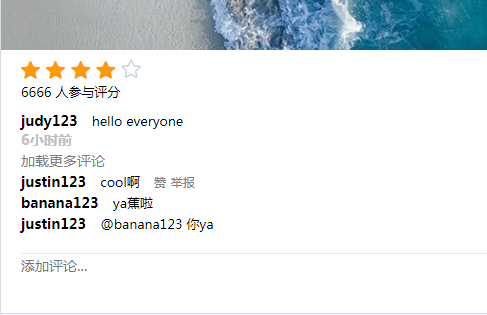 6666 人参与评分
judy123 hello everyone
6小时前
加载更多评论
justin123 cool啊 赞 举报
banana123 ya蕉啦
justin123 @banana123 你ya
添加评论...